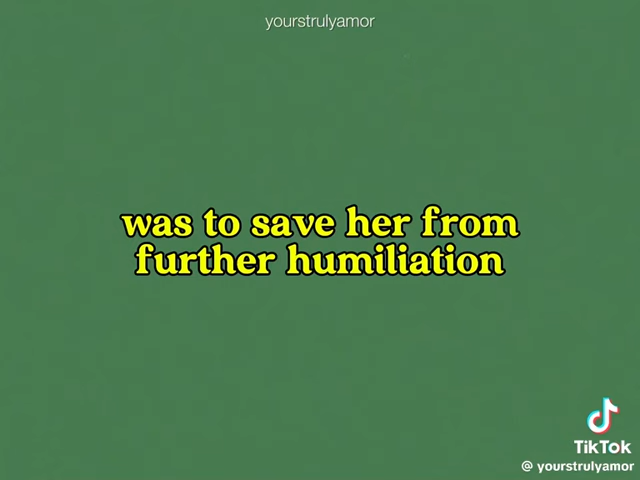 yourstrulyamor
was to save her from
further humiliation
TikTok
@ yourstrulyamor